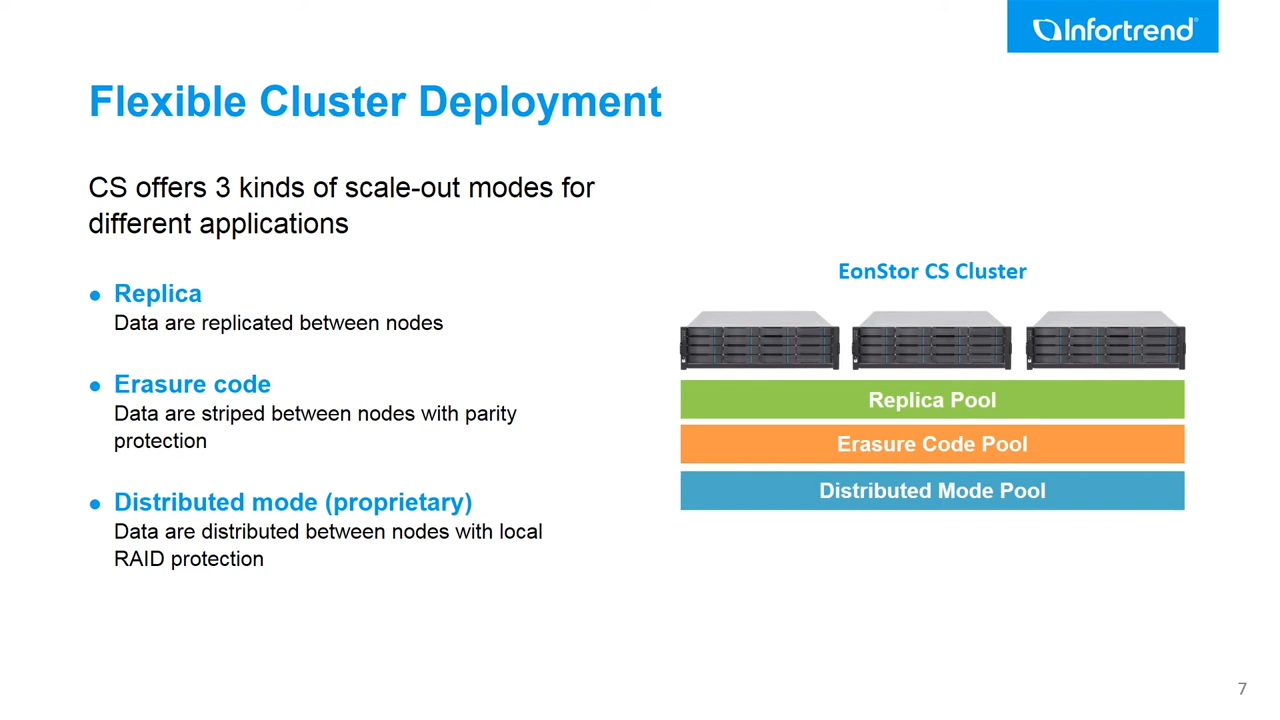 Infortrend
Flexible Cluster Deployment
CS offers 3 kinds of scale-out modes for
different applications
● Replica
Data are replicated between nodes
● Erasure code
Data are striped between nodes with parity
protection
● Distributed mode (proprietary)
Data are distributed between nodes with local
RAID protection
EonStor CS Cluster
Replica Pool
Erasure Code Pool
Distributed Mode Pool
7